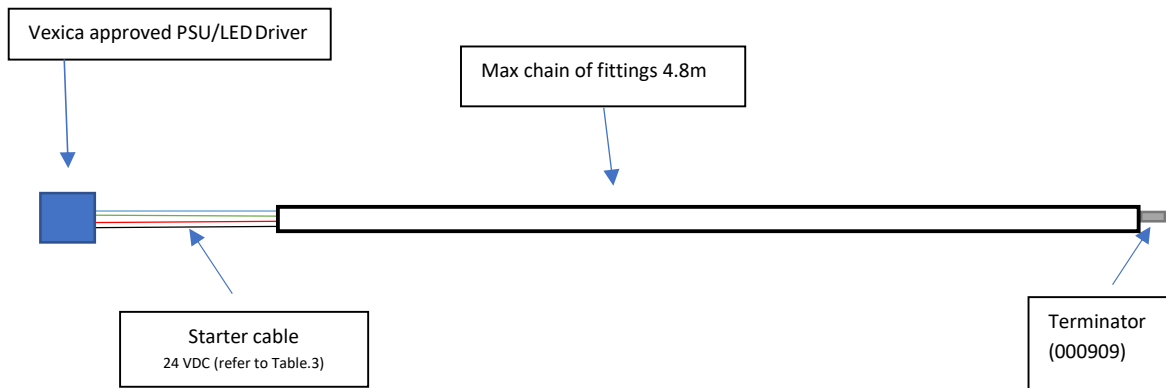 Vexica approved PSU/LED Driver
Max chain of fittings 4.8m
Starter cable
24 VDC (refer to Table.3)
Terminator
(000909)